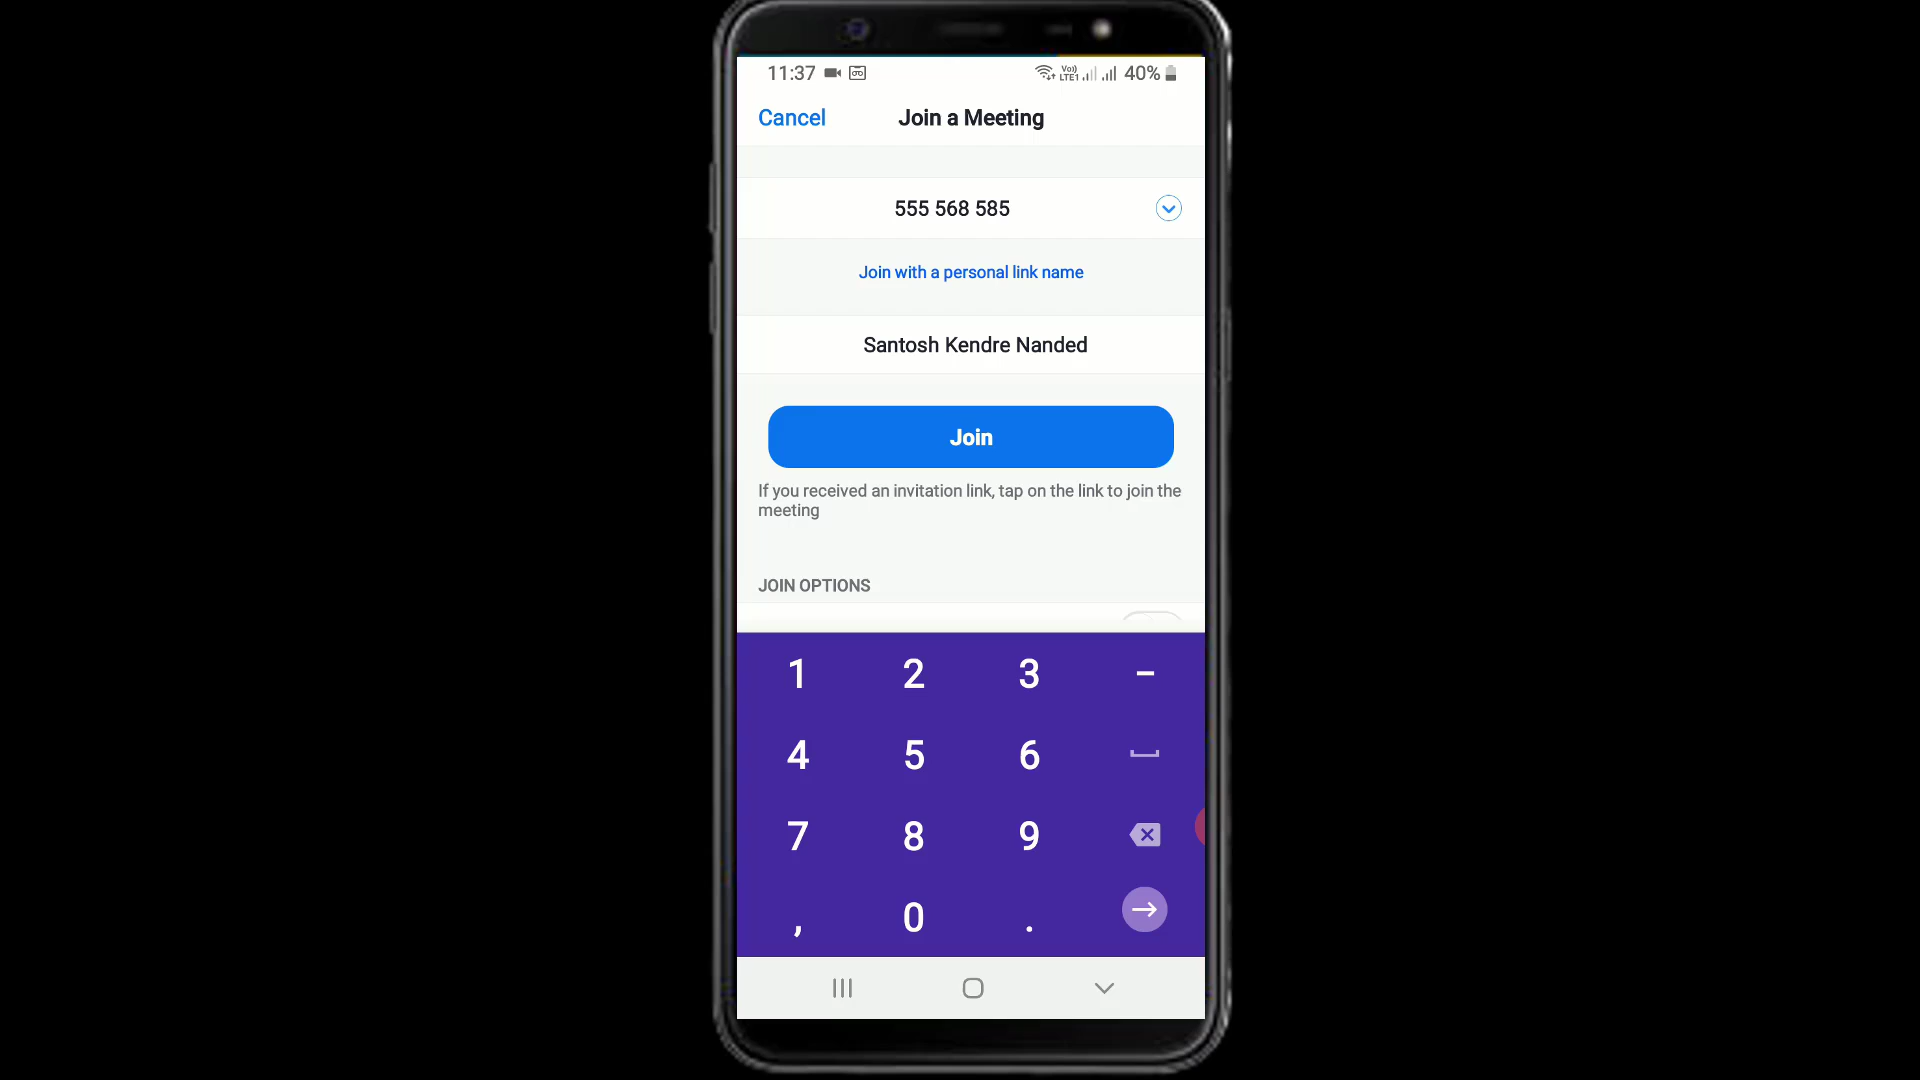 11:37 Vo)) LTE1 40%
Cancel Join a Meeting
555 568 585
Join with a personal link name
Santosh Kendre Nanded
Join
If you received an invitation link, tap on the link to join the
meeting
JOIN OPTIONS
1 2 3 -
4 5 6
7 8 9
, 0 .